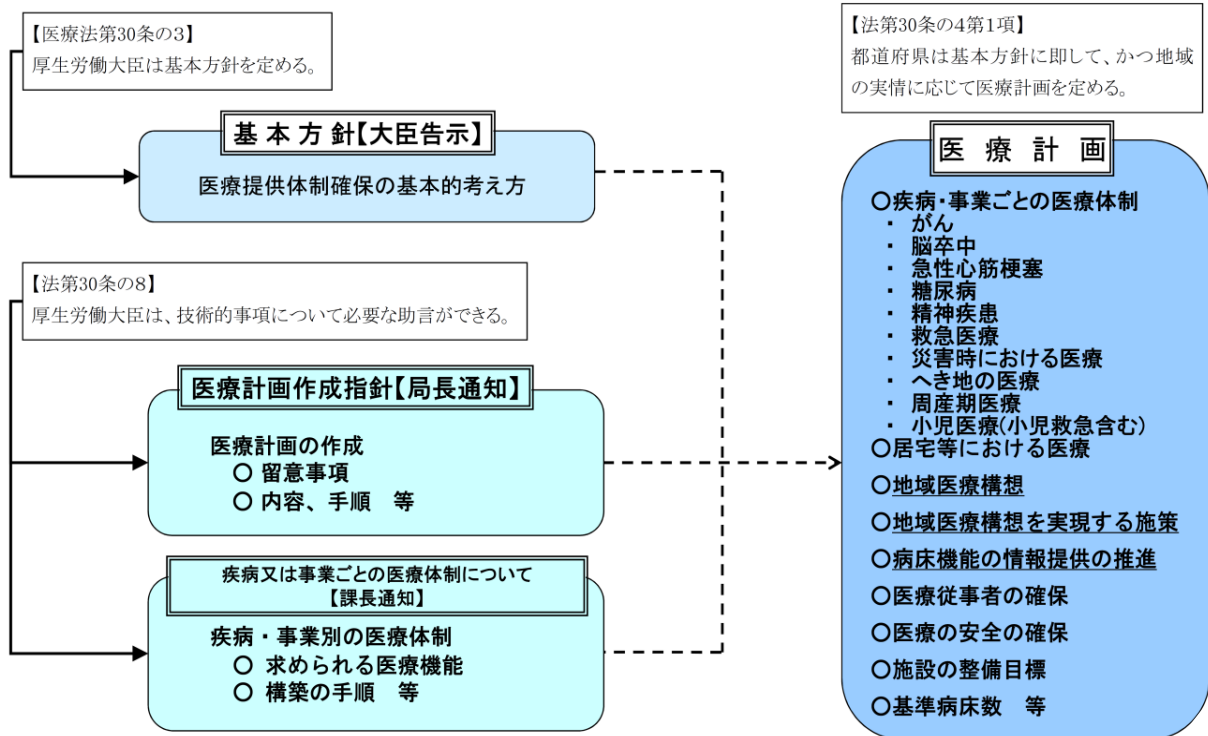 【医療法第30条の3】
厚生労働大臣は基本方針を定める。
基 本 方 針【大臣告示】
医療提供体制確保の基本的考え方
【法第30条の8】
厚生労働大臣は、技術的事項について必要な助言ができる。
医療計画作成指針【局長通知】
医療計画の作成
○ 留意事項
○ 内容、手順　等
疾病又は事業ごとの医療体制について
【課長通知】
疾病・事業別の医療体制
○ 求められる医療機能
○ 構築の手順　等
【法第30条の4第1項】
都道府県は基本方針に即して、かつ地域
の実情に応じて医療計画を定める。
医 療 計 画
○疾病・事業ごとの医療体制
・ がん
・ 脳卒中
・ 急性心筋梗塞
・ 糖尿病
・ 精神疾患
・ 救急医療
・ 災害時における医療
・ へき地の医療
・ 周産期医療
・ 小児医療(小児救急含む)
○居宅等における医療
○地域医療構想
○地域医療構想を実現する施策
○病床機能の情報提供の推進
○医療従事者の確保
○医療の安全の確保
○施設の整備目標
○基準病床数　等